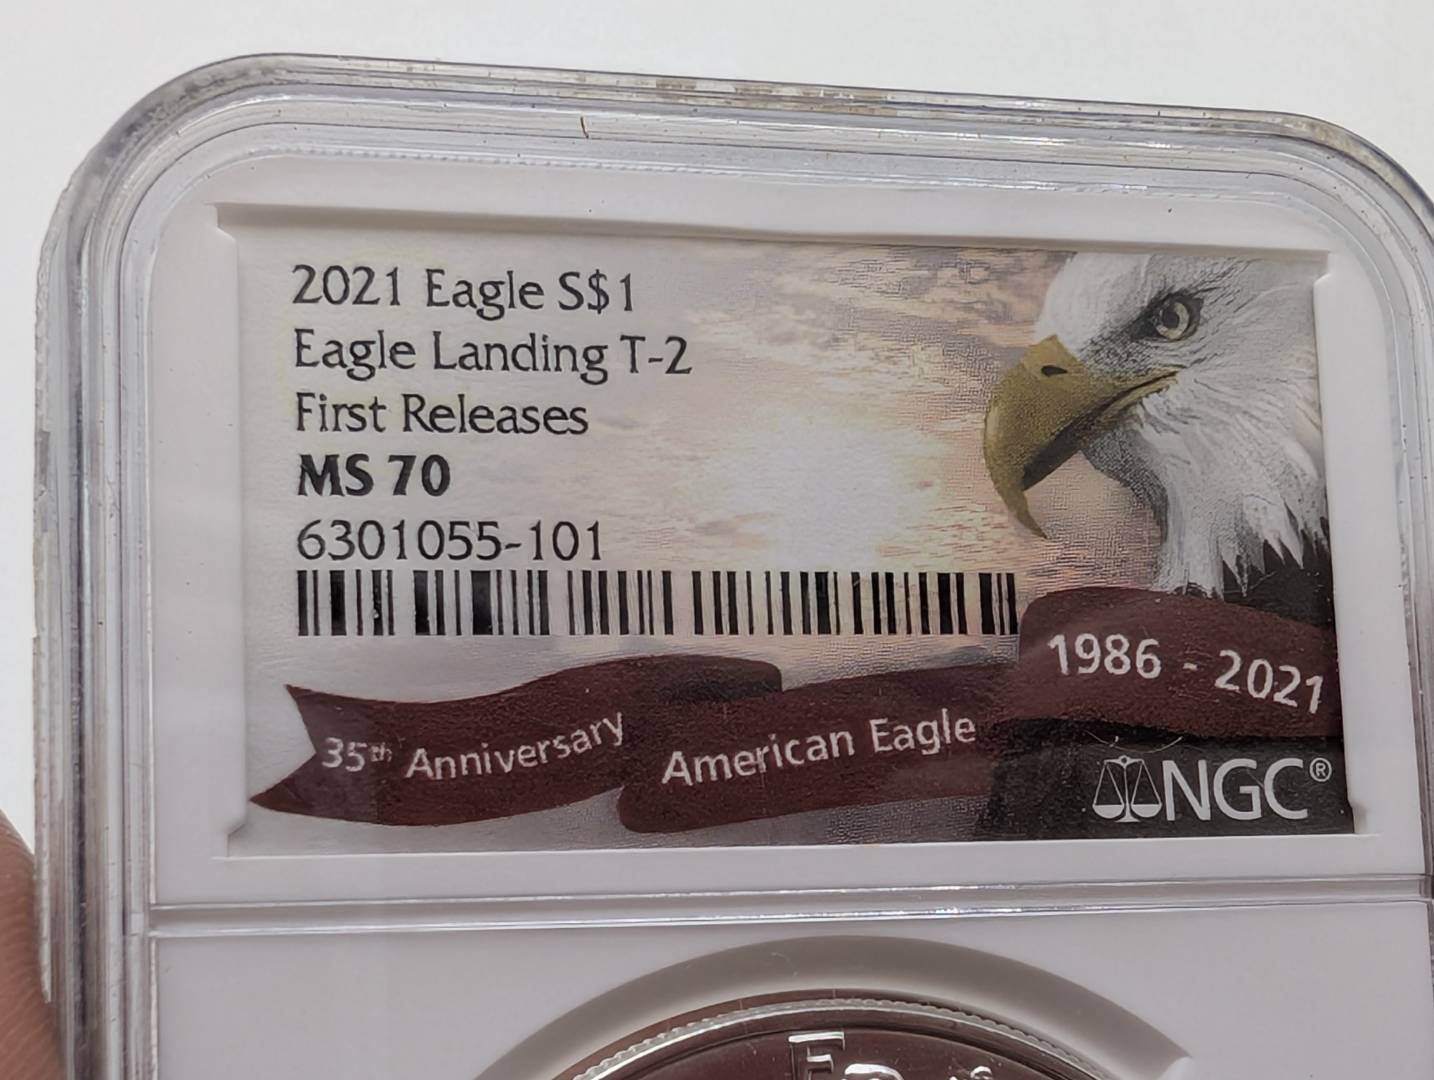 2021 Eagle S$1
Eagle Landing T-2
First Releases
MS 70
6301055-101
1986 - 2021
35th Anniversary
American Eagle
NGC®